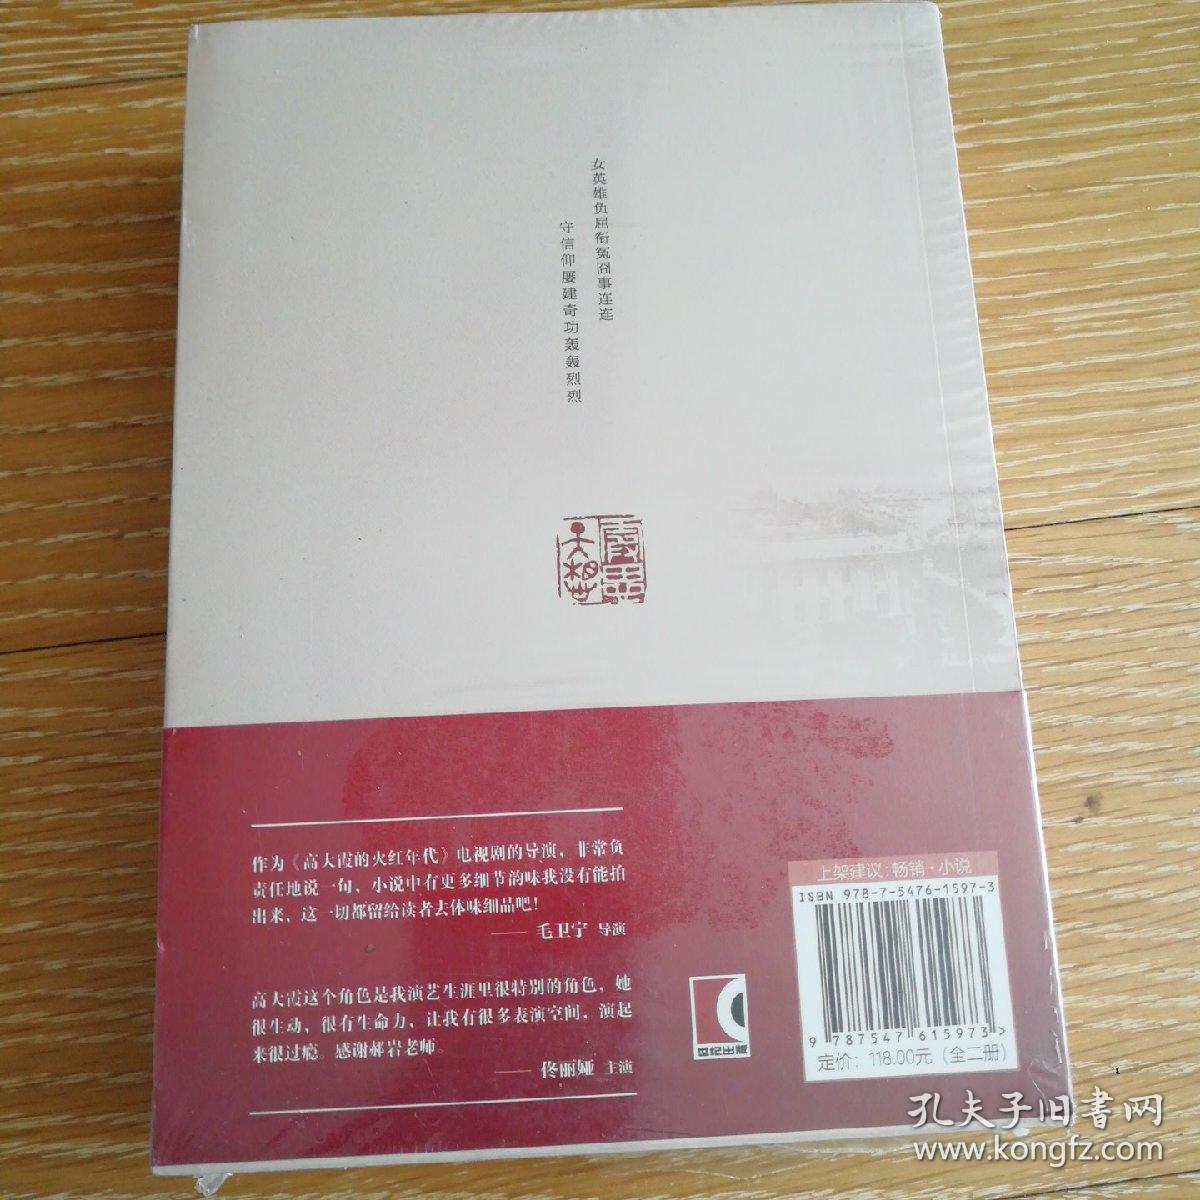 女英雄负屈衔冤囧事连连
守信仰屡建奇功轰轰烈烈
作为《高大霞的火红年代》电视剧的导演，非常负
责任地说一句，小说中有更多细节韵味我没有能拍
出来，这一切都留给读者去体味细品吧！
—— 毛卫宁 导演
高大霞这个角色是我演艺生涯里很特别的角色，她
很生动，很有生命力，让我有很多表演空间，演起
来很过瘾。感谢郝岩老师。
—— 佟丽娅 主演
世纪出版
上架建议：畅销·小说
ISBN 978-7-5476-1597-3
9 787547 615973 >
定价：118.00元（全二册）
1
孔夫子旧书网
www.kongfz.com